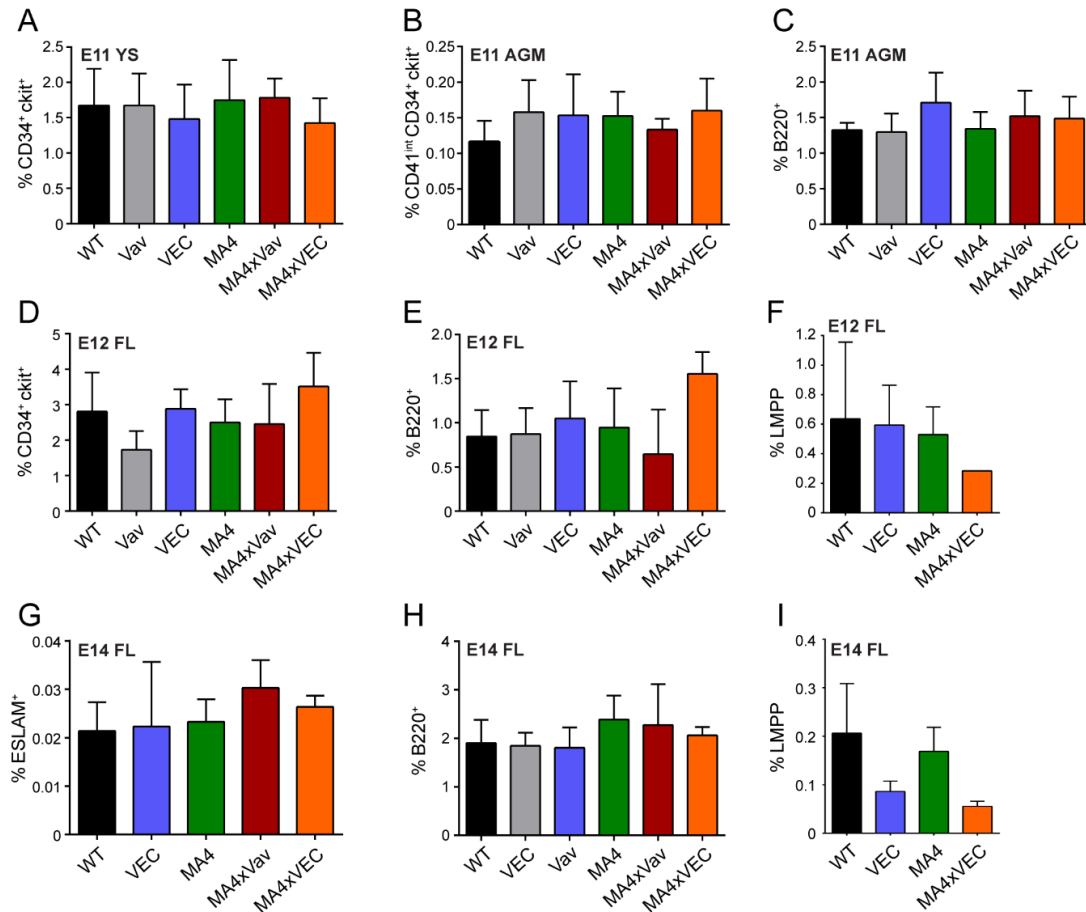 A
E11 YS
% CD34⁺ ckit⁺
2.5
2.0
1.5
1.0
0.5
0
WT
Vav
VEC
MA4
MA4xVav
MA4xVEC
B
E11 AGM
% CD41ⁱⁿᵗ CD34⁺ ckit⁺
0.25
0.20
0.15
0.10
0.05
0
WT
Vav
VEC
MA4
MA4xVav
MA4xVEC
C
E11 AGM
% B220⁺
2.5
2.0
1.5
1.0
0.5
0
WT
Vav
VEC
MA4
MA4xVav
MA4xVEC
D
E12 FL
% CD34⁺ ckit⁺
5
4
3
2
1
0
WT
Vav
VEC
MA4
MA4xVav
MA4xVEC
E
E12 FL
% B220⁺
2.0
1.5
1.0
0.5
0
WT
Vav
VEC
MA4
MA4xVav
MA4xVEC
F
E12 FL
% LMPP
1.2
1.0
0.8
0.6
0.4
0.2
0
WT
VEC
MA4
MA4xVEC
G
E14 FL
% ESLAM⁺
0.04
0.03
0.02
0.01
0
WT
VEC
MA4
MA4xVav
MA4xVEC
H
E14 FL
% B220⁺
4
3
2
1
0
WT
VEC
Vav
MA4
MA4xVav
MA4xVEC
I
E14 FL
% LMPP
0.4
0.3
0.2
0.1
0
WT
VEC
MA4
MA4xVEC